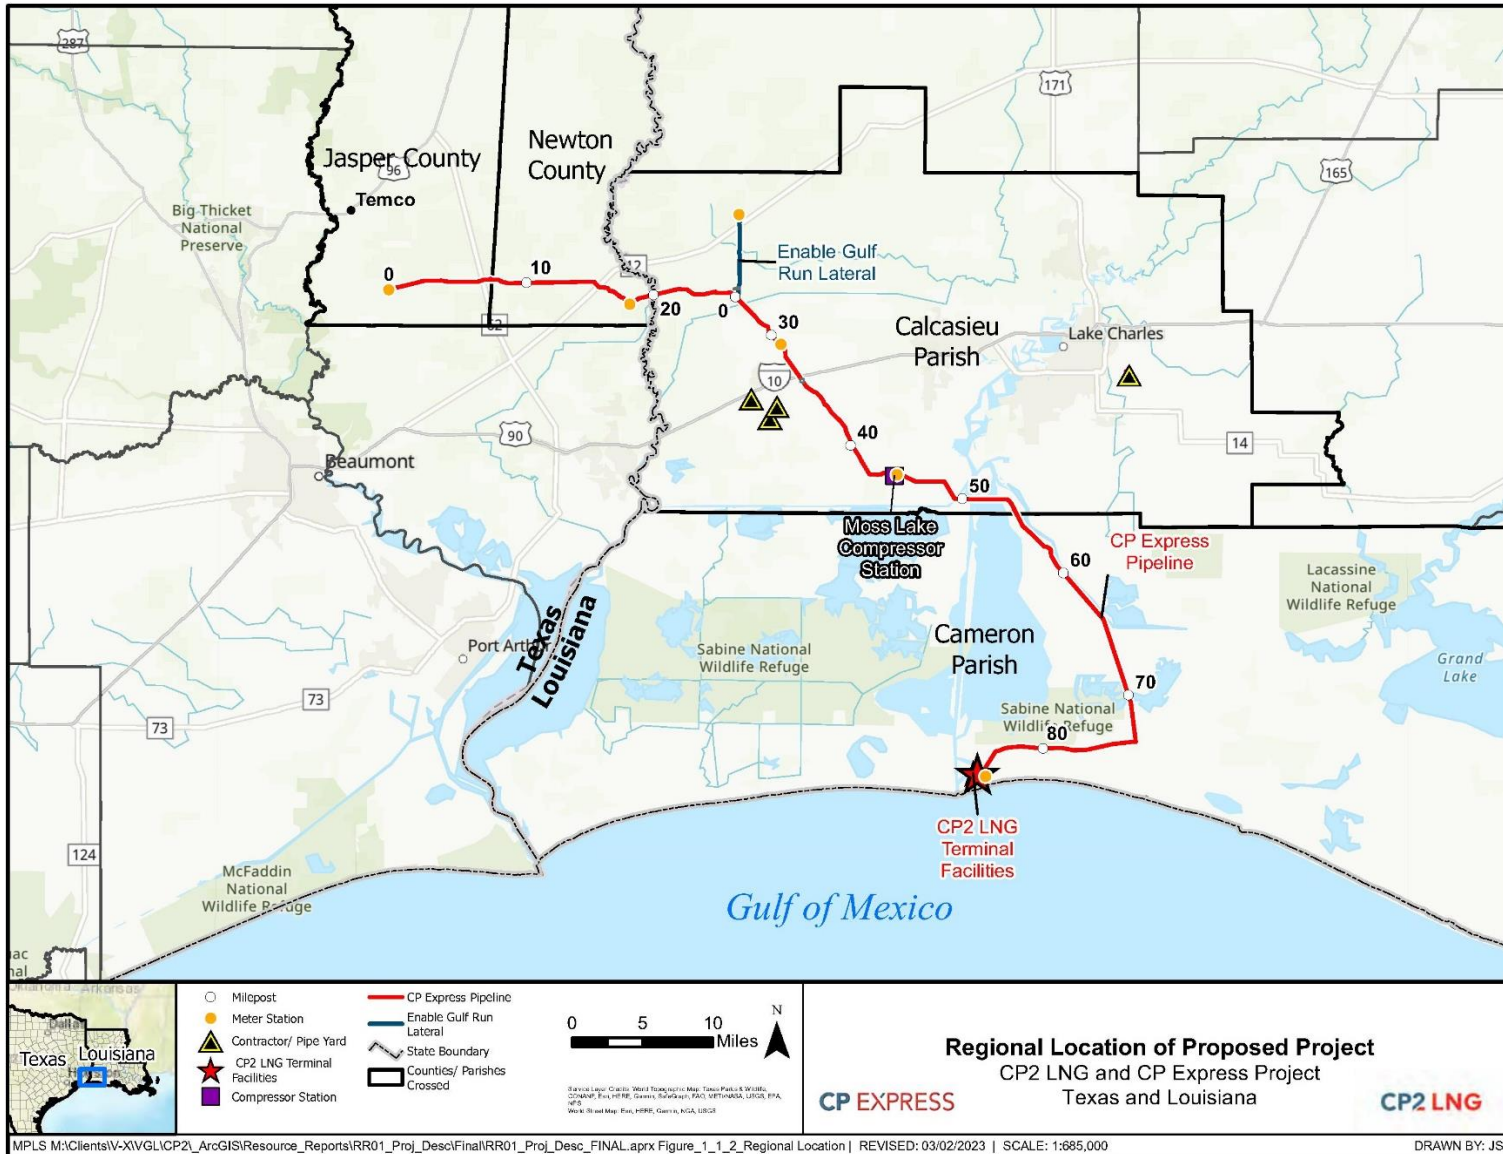 287
171
Jasper County
96
Temco
Newton
County
165
Big Thicket
National
Preserve
12
Enable Gulf
Run Lateral
0
10
20
0
30
62
Calcasieu
Parish
Lake Charles
10
90
40
14
Beaumont
50
Moss Lake
Compressor
Station
CP Express
Pipeline
60
Lacassine
National
Wildlife Refuge
Texas
Louisiana
Port Arthur
Sabine National
Wildlife Refuge
Cameron
Parish
Grand
Lake
73
73
70
Sabine National
Wildlife Refuge
80
124
McFaddin
National
Wildlife Refuge
CP2 LNG
Terminal
Facilities
Gulf of Mexico
Texas
Louisiana
Milepost
Meter Station
Contractor/ Pipe Yard
CP2 LNG Terminal
Facilities
Compressor Station
CP Express Pipeline
Enable Gulf Run
Lateral
State Boundary
Counties/ Parishes
Crossed
0 5 10
Miles
N
Regional Location of Proposed Project
CP2 LNG and CP Express Project
Texas and Louisiana
CP EXPRESS
CP2 LNG
MPLS M:\Clients\V-X\VGL\CP2\_ArcGIS\Resource_Reports\RR01_Proj_Desc\Final\RR01_Proj_Desc_FINAL.aprx Figure_1_1_2_Regional Location | REVISED: 03/02/2023 | SCALE: 1:685,000
DRAWN BY: JS